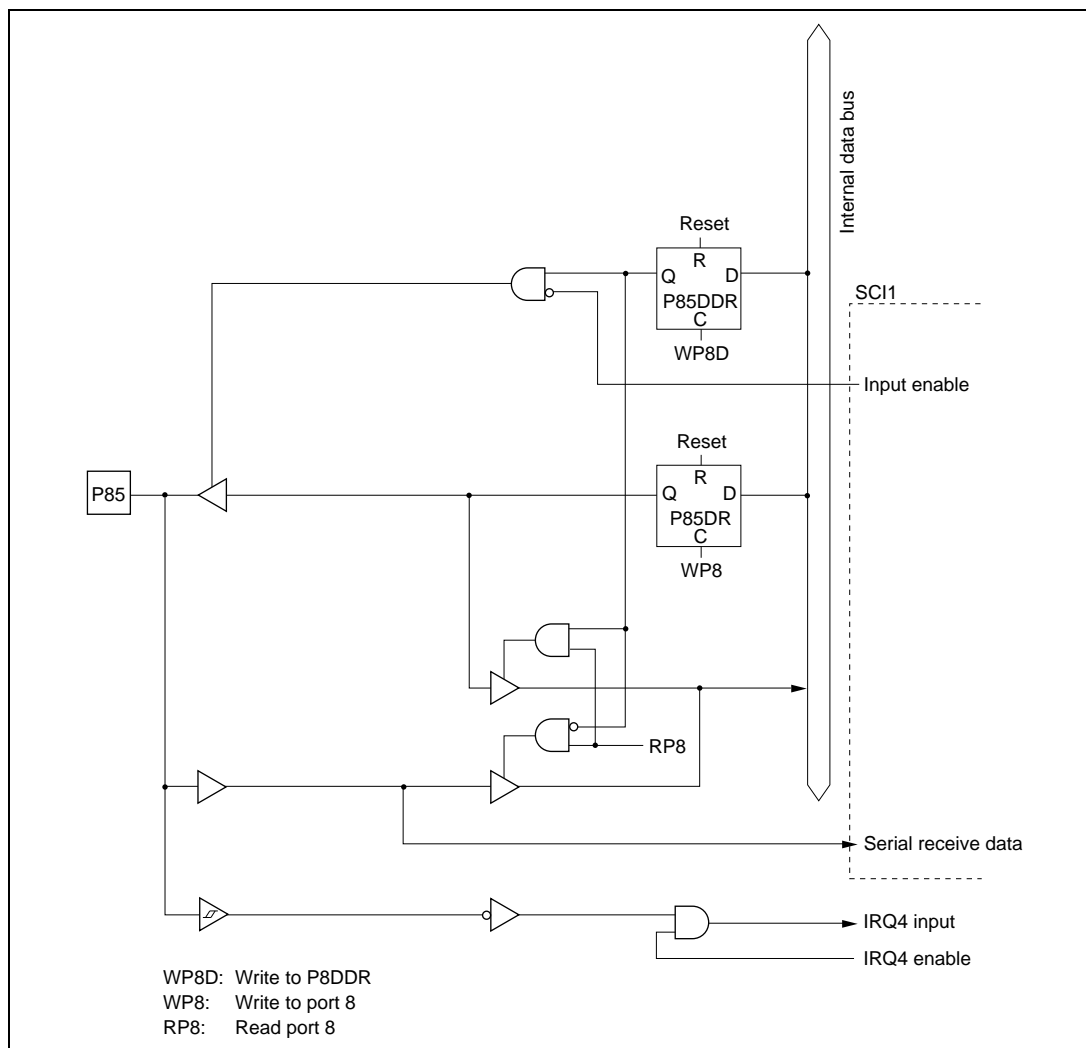 Internal data bus
Reset
R
Q D
P85DDR
C
WP8D
SCI1
Input enable
Reset
R
Q D
P85DR
C
WP8
P85
RP8
Serial receive data
IRQ4 input
IRQ4 enable
WP8D: Write to P8DDR
WP8: Write to port 8
RP8: Read port 8